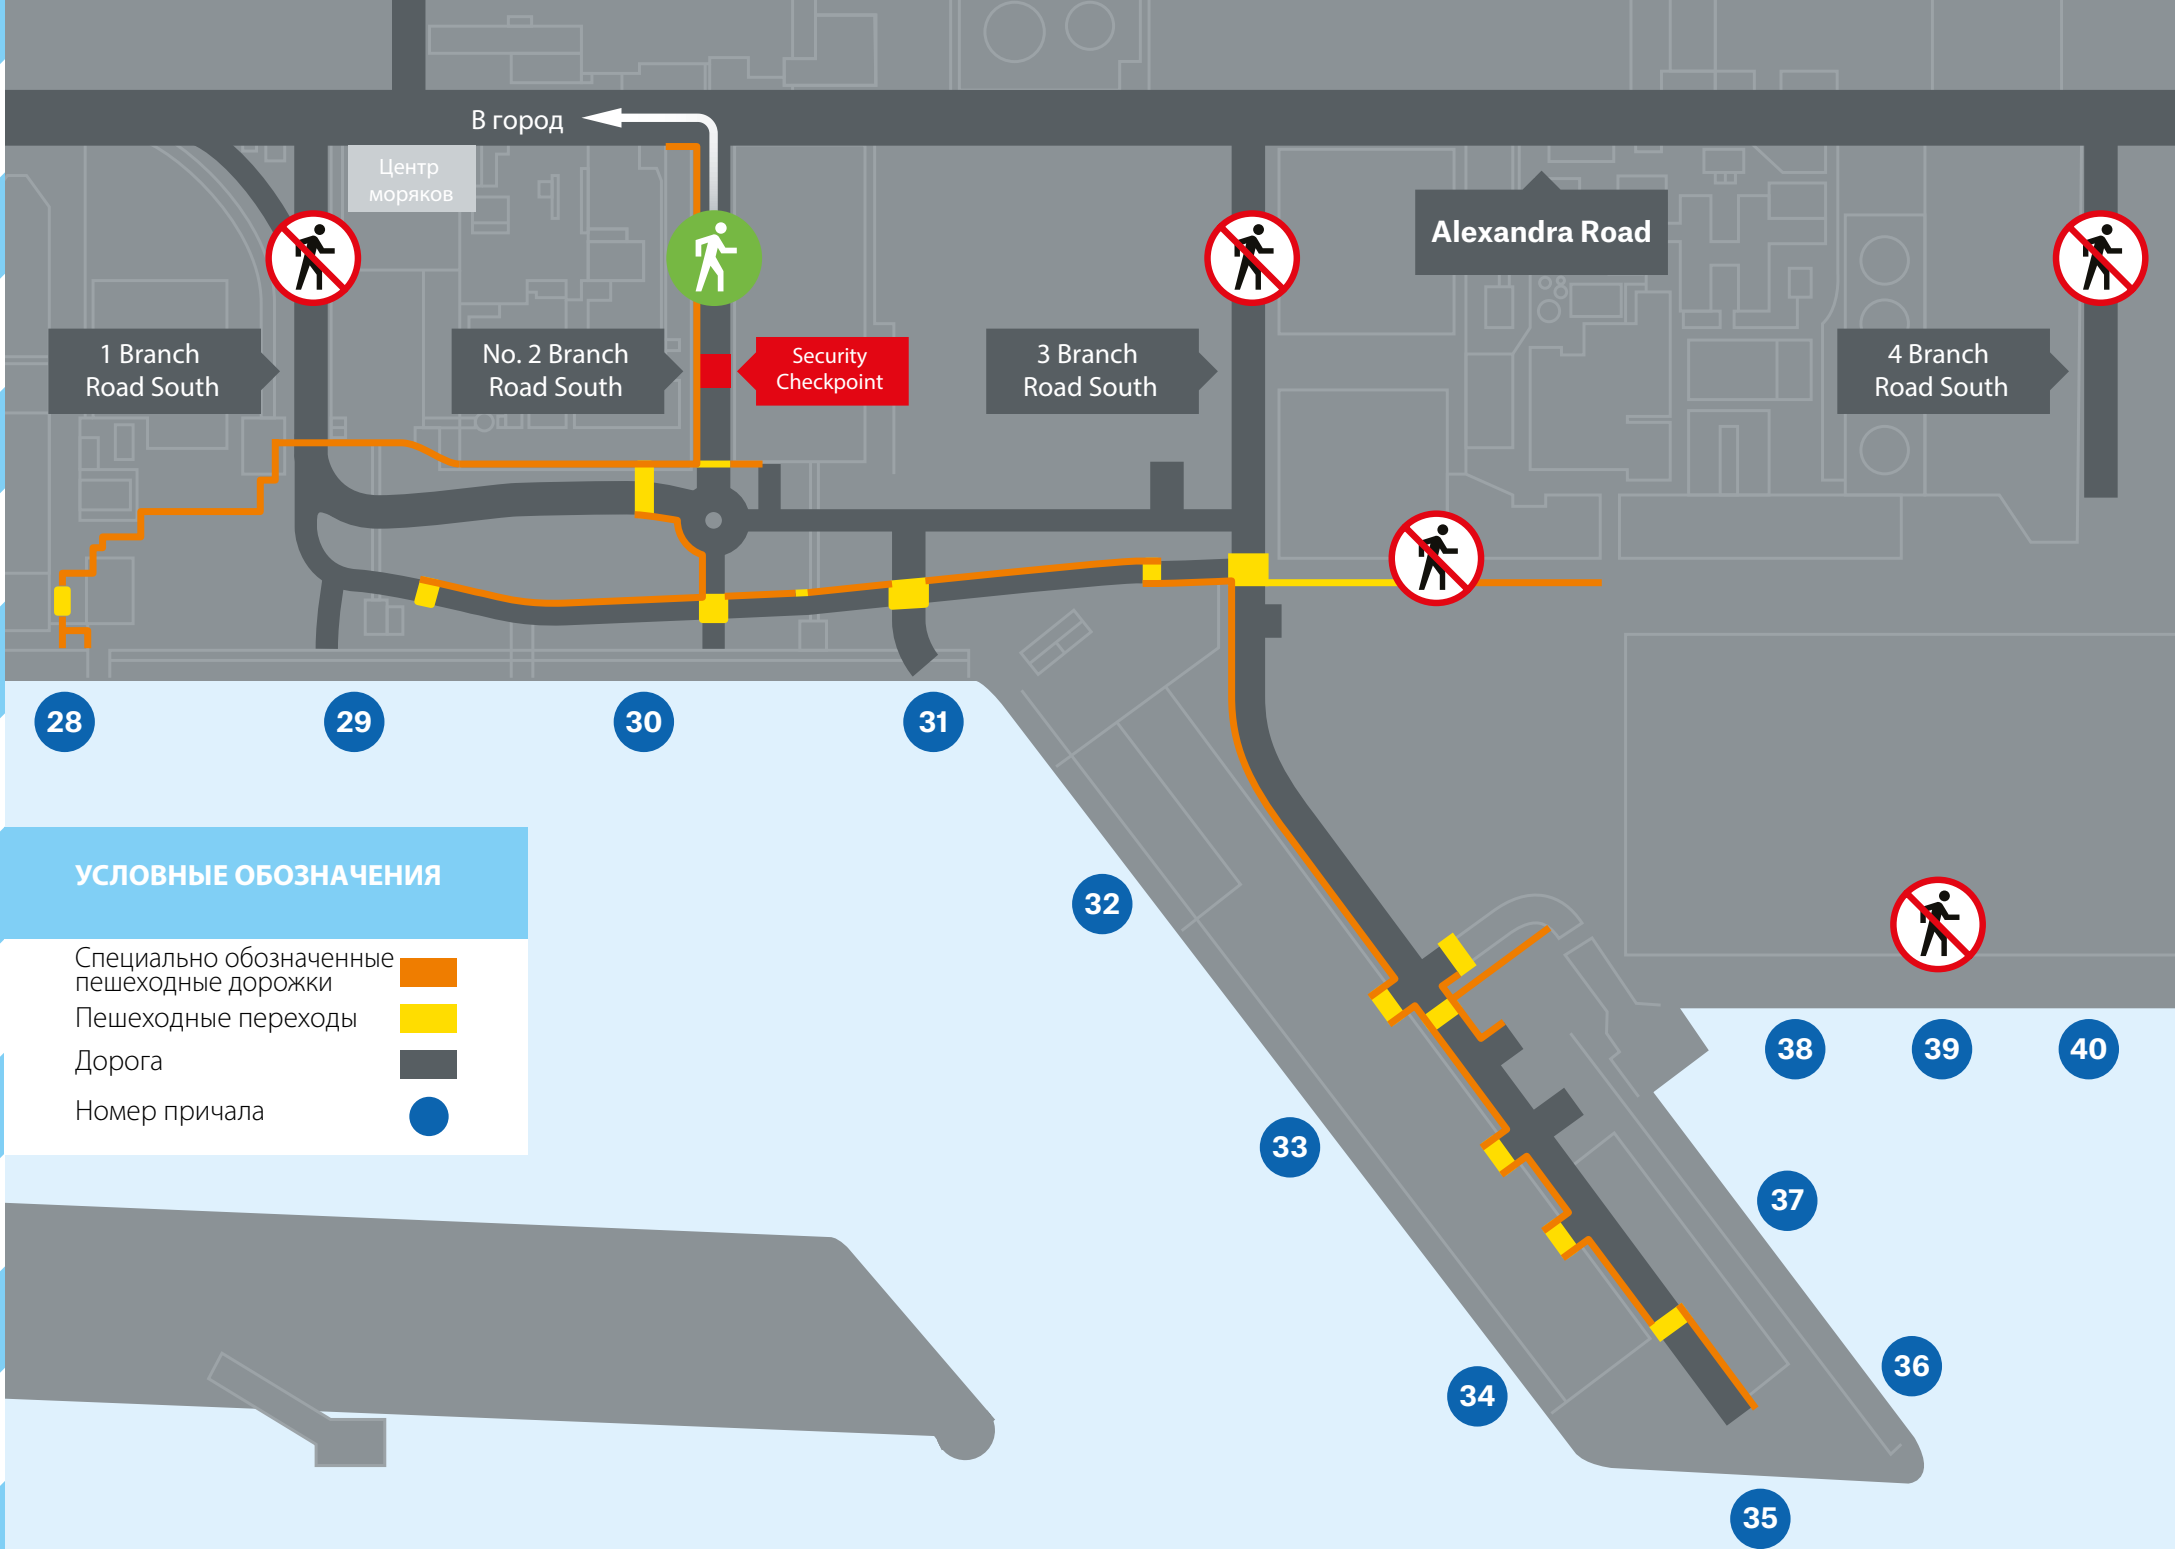 В город
Центр
моряков
Alexandra Road
1 Branch
Road South
No. 2 Branch
Road South
Security
Checkpoint
3 Branch
Road South
4 Branch
Road South
28
29
30
31
32
33
34
35
36
37
38
39
40
УСЛОВНЫЕ ОБОЗНАЧЕНИЯ
Специально обозначенные
пешеходные дорожки
Пешеходные переходы
Дорога
Номер причала